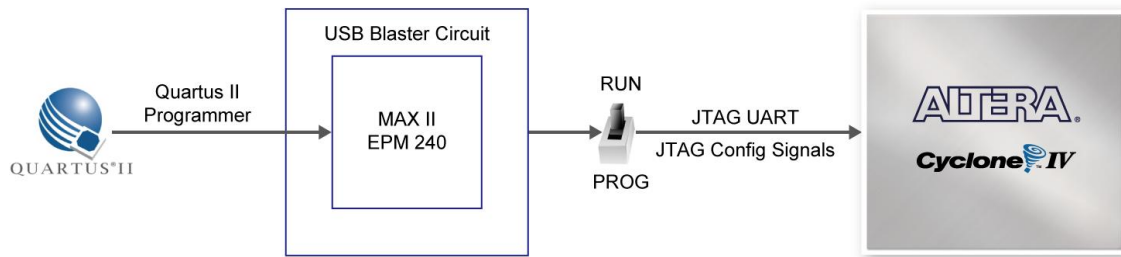 USB Blaster Circuit
Quartus II
Programmer
QUARTUS®II
MAX II
EPM 240
RUN
PROG
JTAG UART
JTAG Config Signals
ALTERA®
Cyclone™ IV